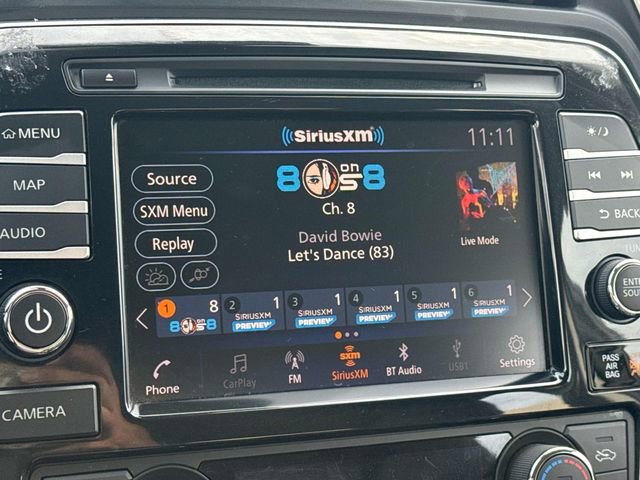 SiriusXM
11:11
MENU
MAP
AUDIO
Source
SXM Menu
Replay
8 on 8
80s
Ch. 8
David Bowie
Let's Dance (83)
Live Mode
BACK
ENTER
PASS
AIR
BAG
1 8
2 1
SIRIUSXM
PREVIEW
3 1
SIRIUSXM
PREVIEW
4 1
SIRIUSXM
PREVIEW
5 1
SIRIUSXM
PREVIEW
6 1
SIRIUSXM
PREVIEW
Phone
CarPlay
FM
sxm
SiriusXM
BT Audio
USB1
Settings
CAMERA